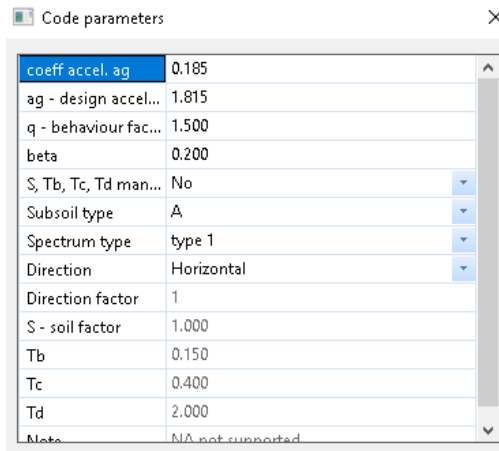 Code parameters
coeff accel. ag 0.185
ag - design accel... 1.815
q - behaviour fac... 1.500
beta 0.200
S, Tb, Tc, Td man... No
Subsoil type A
Spectrum type type 1
Direction Horizontal
Direction factor 1
S - soil factor 1.000
Tb 0.150
Tc 0.400
Td 2.000
Note NA not supported